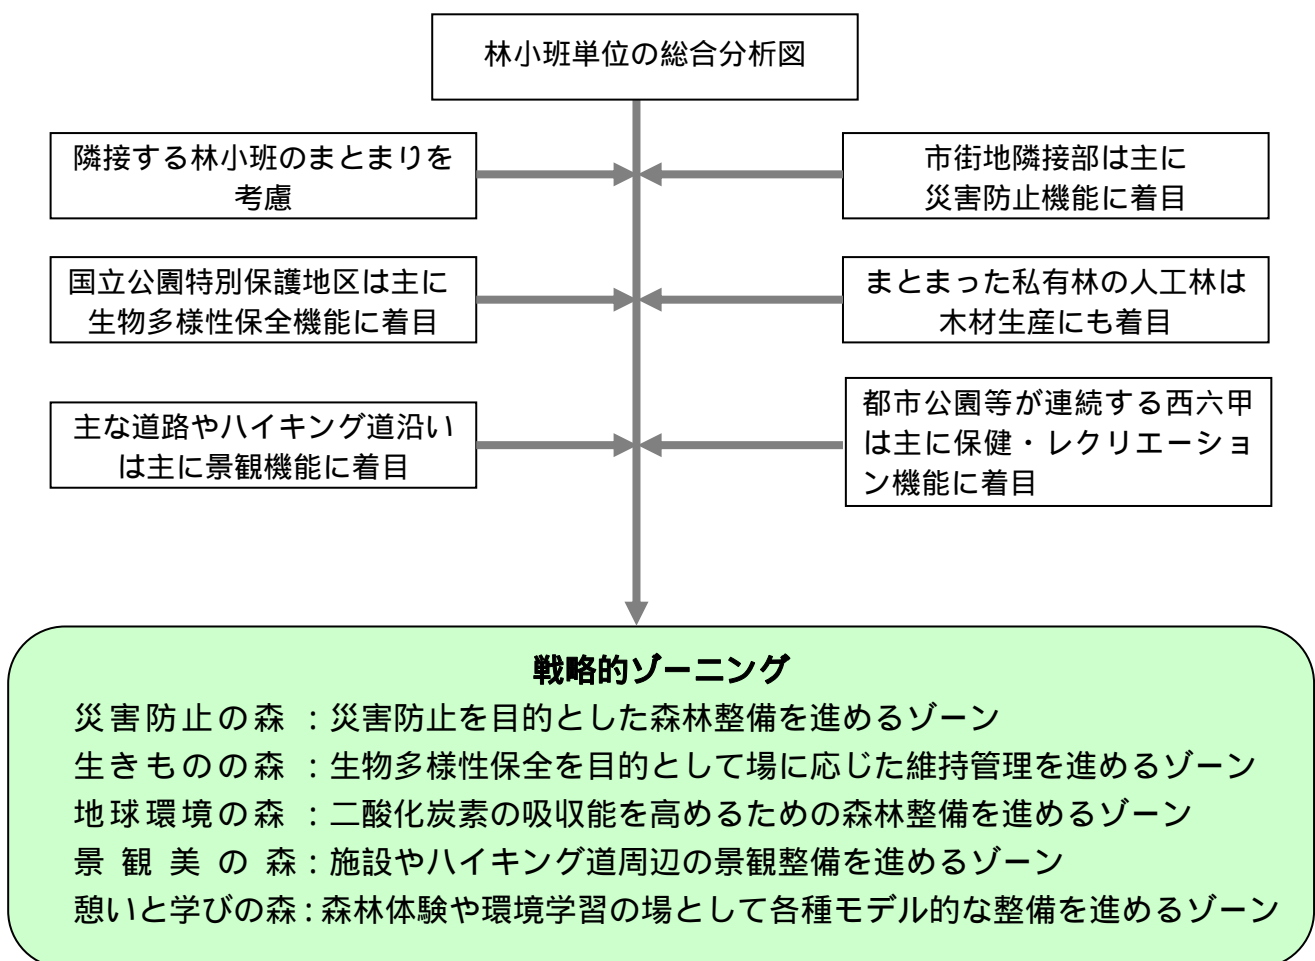 林小班単位の総合分析図
隣接する林小班のまとまりを
考慮
市街地隣接部は主に
災害防止機能に着目
国立公園特別保護地区は主に
生物多様性保全機能に着目
まとまった私有林の人工林は
木材生産にも着目
主な道路やハイキング道沿い
は主に景観機能に着目
都市公園等が連続する西六甲
は主に保健・レクリエーショ
ン機能に着目
戦略的ゾーニング
災害防止の森：災害防止を目的とした森林整備を進めるゾーン
生きものの森：生物多様性保全を目的として場に応じた維持管理を進めるゾーン
地球環境の森：二酸化炭素の吸収能を高めるための森林整備を進めるゾーン
景観美の森：施設やハイキング道周辺の景観整備を進めるゾーン
憩いと学びの森：森林体験や環境学習の場として各種モデル的な整備を進めるゾーン